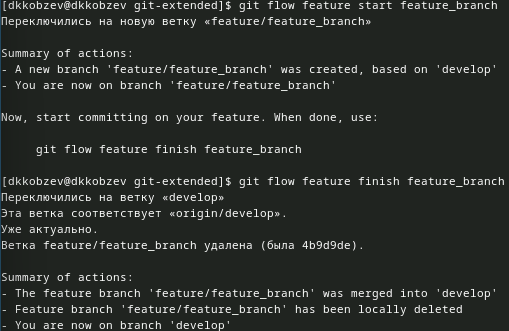 [dkkobzev@dkkobzev git-extended]$ git flow feature start feature_branch
Переключились на новую ветку «feature/feature_branch»
Summary of actions:
- A new branch 'feature/feature_branch' was created, based on 'develop'
- You are now on branch 'feature/feature_branch'
Now, start committing on your feature. When done, use:
git flow feature finish feature_branch
[dkkobzev@dkkobzev git-extended]$ git flow feature finish feature_branch
Переключились на ветку «develop»
Эта ветка соответствует «origin/develop».
Уже актуально.
Ветка feature/feature_branch удалена (была 4b9d9de).
Summary of actions:
- The feature branch 'feature/feature_branch' was merged into 'develop'
- Feature branch 'feature/feature_branch' has been locally deleted
- You are now on branch 'develop'